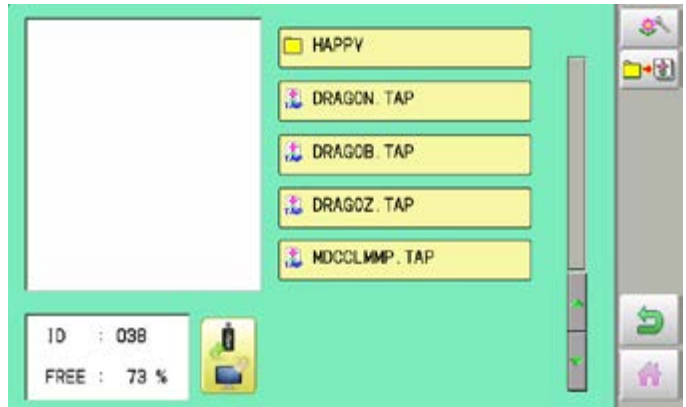 HAPPY
DRAGON.TAP
DRAGOB.TAP
DRAGOZ.TAP
MDCCLMMP.TAP
ID : 038
FREE : 73 %